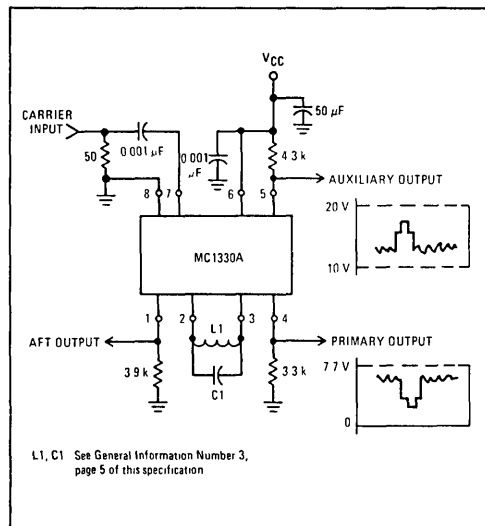 VCC
50 µF
CARRIER
INPUT
0 001 µF
0 001
µF
50
4 3 k
AUXILIARY OUTPUT
8 7 6 5
20 V
10 V
MC1330A
1 2 3 4
L1
AFT OUTPUT
PRIMARY OUTPUT
7 7 V
3 9 k
C1
3 3 k
0
L1, C1 See General Information Number 3,
page 5 of this specification